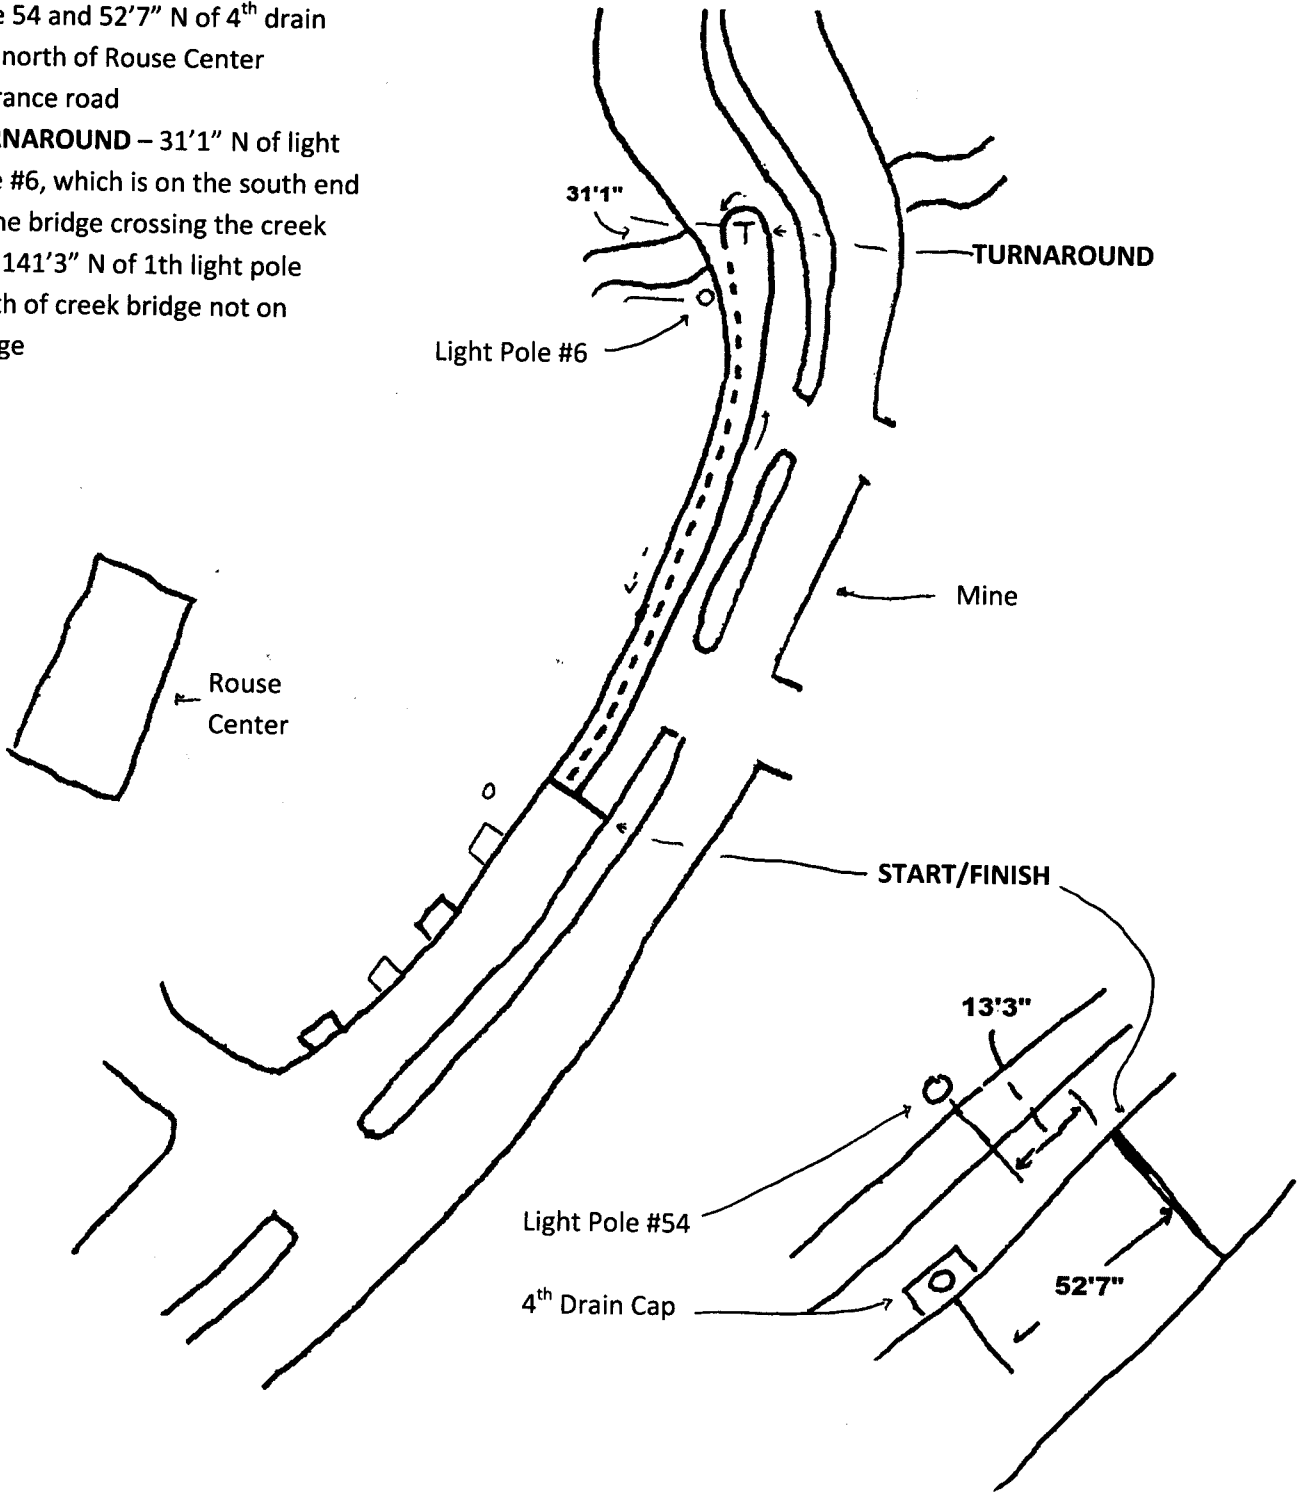 e 54 and 52'7" N of 4th drain
north of Rouse Center
rance road
RNAROUND – 31'1" N of light
e #6, which is on the south end
he bridge crossing the creek
141'3" N of 1th light pole
th of creek bridge not on
ge
31'1"
T
TURNAROUND
Light Pole #6
Mine
Rouse
Center
START/FINISH
13'3"
Light Pole #54
52'7"
4th Drain Cap